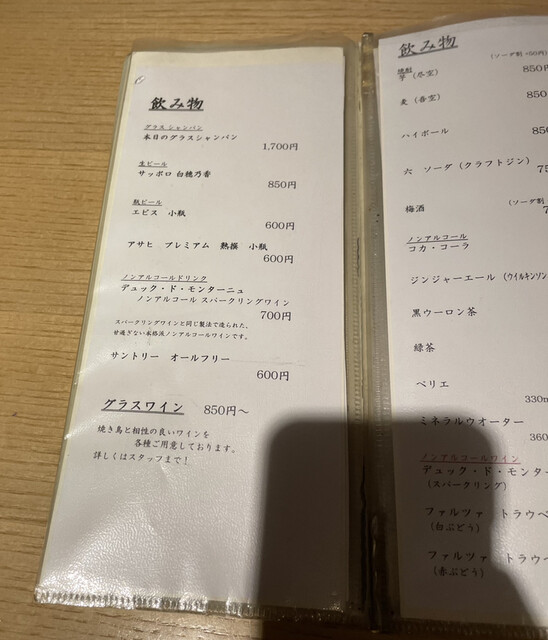 飲み物
グラスシャンパン
本日のグラスシャンパン
1,700円
生ビール
サッポロ 白穂乃香
850円
瓶ビール
エビス 小瓶
600円
アサヒ プレミアム 熟撰 小瓶
600円
ノンアルコールドリンク
デュック・ド・モンターニュ
ノンアルコール スパークリングワイン
700円
スパークリングワインと同じ製法で造られた、
甘過ぎない本格派ノンアルコールワインです。
サントリー オールフリー
600円
グラスワイン 850円～
焼き鳥と相性の良いワインを
各種ご用意しております。
詳しくはスタッフまで!
飲み物
(ソーダ割 +50円)
焼酎
芋 850円
麦 850
ハイボール 850
六 ソーダ (クラフトジン) 75
(ソーダ割
梅酒 7
ノンアルコール
コカ・コーラ
ジンジャーエール (ウイルキンソン
黒ウーロン茶
緑茶
ペリエ
330m
ミネラルウオーター
360
ノンアルコールワイン
デュック・ド・モンタ
(スパークリング)
ファルツァー トラウベ
(白ぶどう)
ファルツァー トラウ
(赤ぶどう)